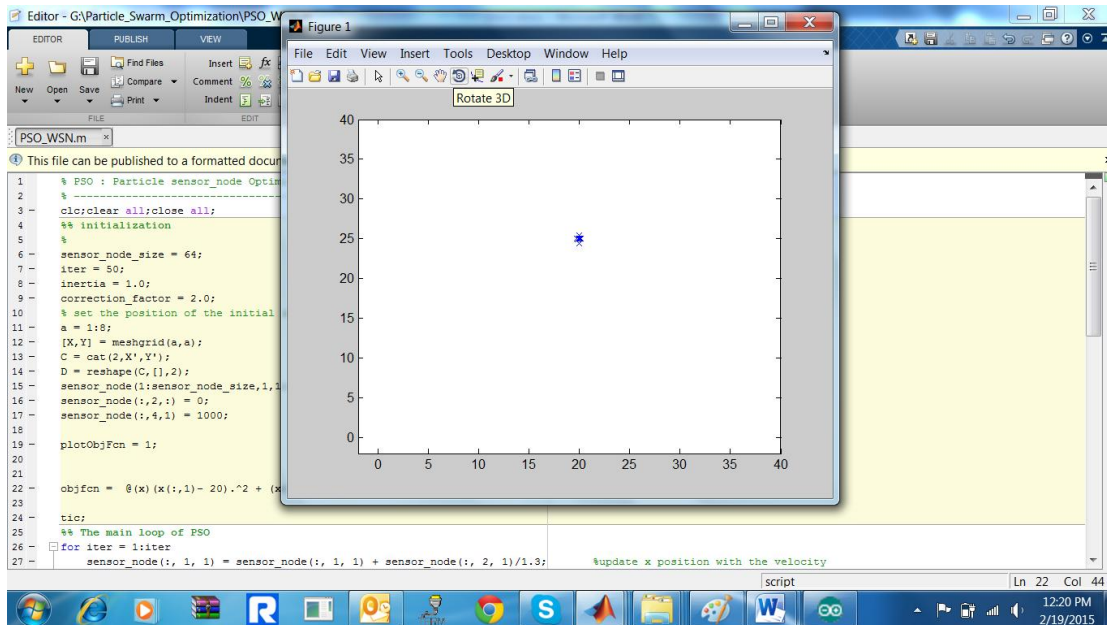 Editor - G:\Particle_Swarm_Optimization\PSO_W
EDITOR PUBLISH VIEW
New Open Save
Find Files
Compare
Print
Insert fx
Comment %
Indent
FILE EDIT
PSO_WSN.m ×
This file can be published to a formatted docu
1 % PSO : Particle sensor_node Optim
2 % --------------------------------
3 - clc;clear all;close all;
4 %% initialization
5 %
6 - sensor_node_size = 64;
7 - iter = 50;
8 - inertia = 1.0;
9 - correction_factor = 2.0;
10 % set the position of the initial
11 - a = 1:8;
12 - [X,Y] = meshgrid(a,a);
13 - C = cat(2,X',Y');
14 - D = reshape(C,[],2);
15 - sensor_node(1:sensor_node_size,1,1
16 - sensor_node(:,2,:) = 0;
17 - sensor_node(:,4,1) = 1000;
18
19 - plotObjFcn = 1;
20
21
22 - objfcn = @(x)(x(:,1)- 20).^2 + (x
23
24 - tic;
25 %% The main loop of PSO
26 - for iter = 1:iter
27 - sensor_node(:, 1, 1) = sensor_node(:, 1, 1) + sensor_node(:, 2, 1)/1.3; %update x position with the velocity
Figure 1
File Edit View Insert Tools Desktop Window Help
Rotate 3D
40
35
30
25
20
15
10
5
0
0 5 10 15 20 25 30 35 40
script Ln 22 Col 44
12:20 PM
2/19/2015